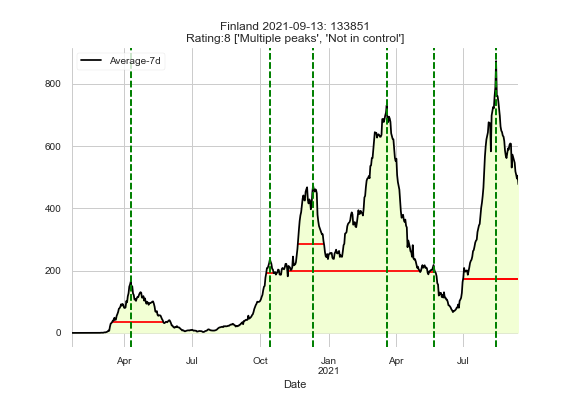 Finland 2021-09-13: 133851
Rating:8 ['Multiple peaks', 'Not in control']
Average-7d
800
600
400
200
0
Apr Jul Oct Jan Apr Jul
2021
Date